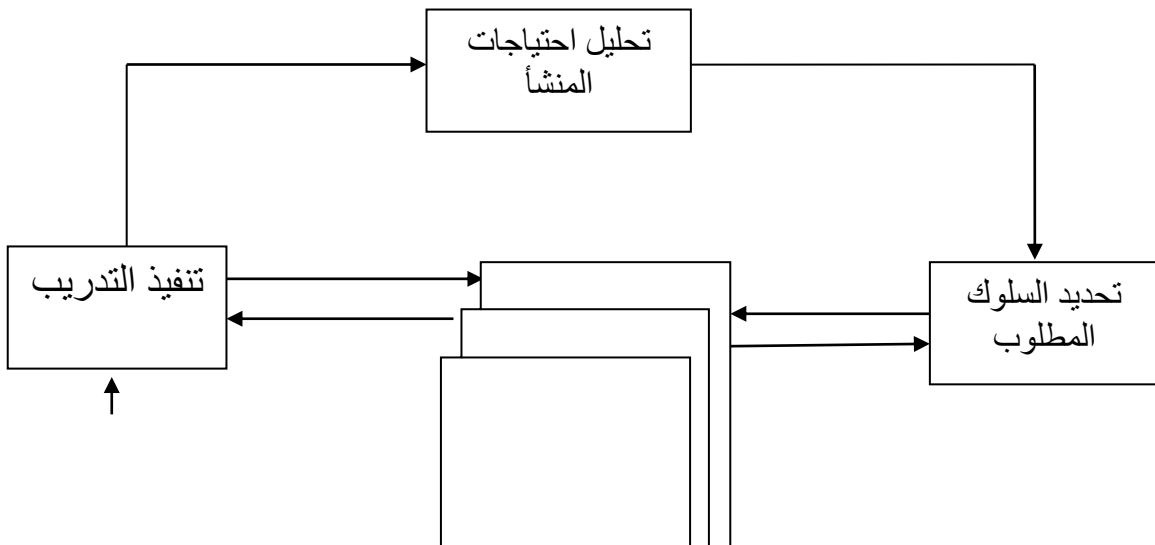 تحليل احتياجات
المنشأ
تحديد السلوك
المطلوب
تنفيذ التدريب